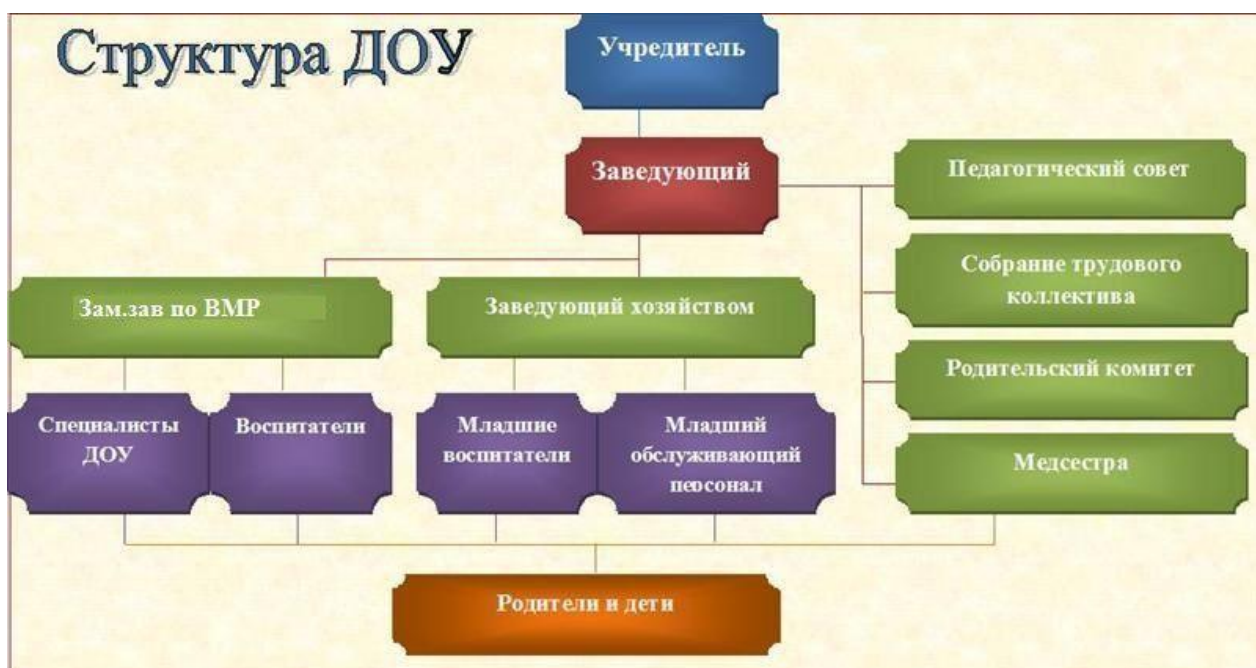 Структура ДОУ
Учредитель
Заведующий
Педагогический совет
Собрание трудового
коллектива
Родительский комитет
Медсестра
Зам.зав по ВМР
Заведующий хозяйством
Специалисты
ДОУ
Воспитатели
Младшие
воспитатели
Младший
обслуживающий
персонал
Родители и дети